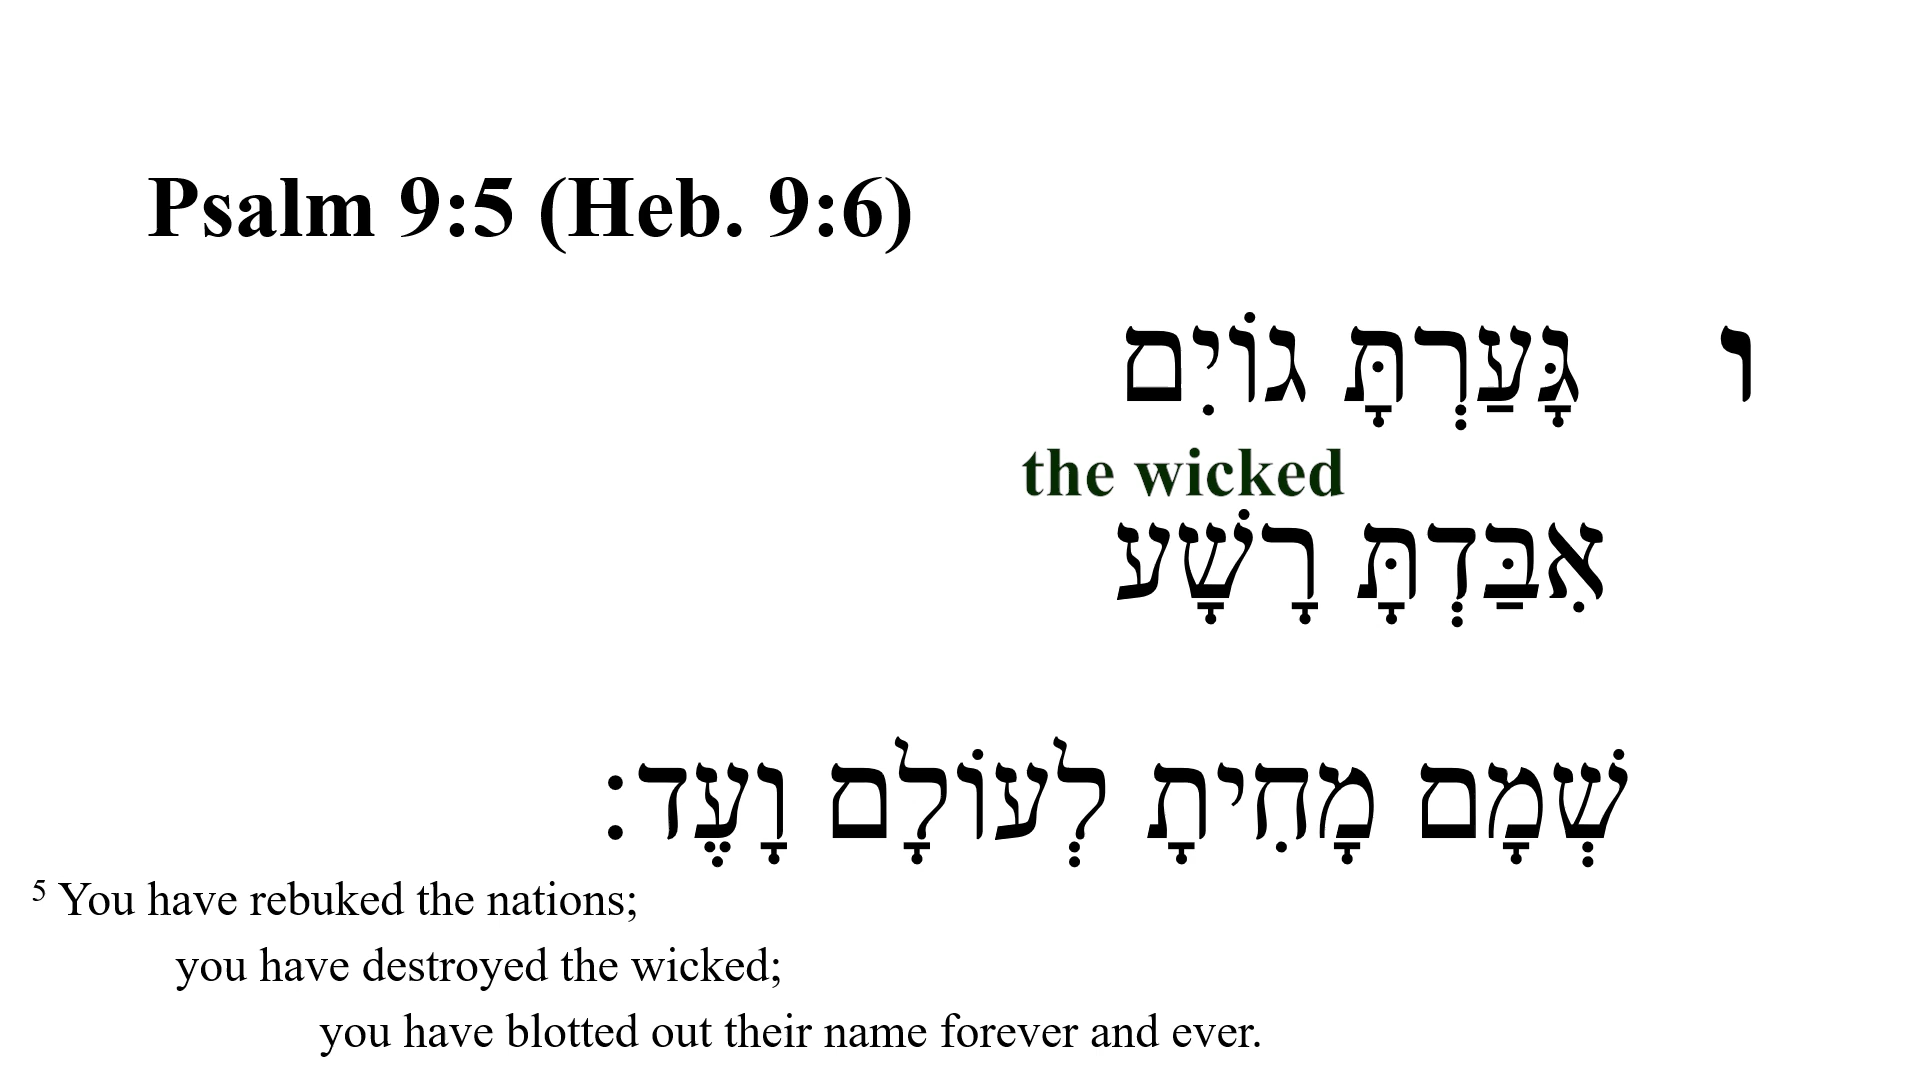 Psalm 9:5 (Heb. 9:6)
ו גָּעַרְתָּ גוֹיִם
the wicked
אִבַּדְתָּ רָשָׁע
שְׁמָם מָחִיתָ לְעוֹלָם וָעֶד׃
5 You have rebuked the nations;
you have destroyed the wicked;
you have blotted out their name forever and ever.